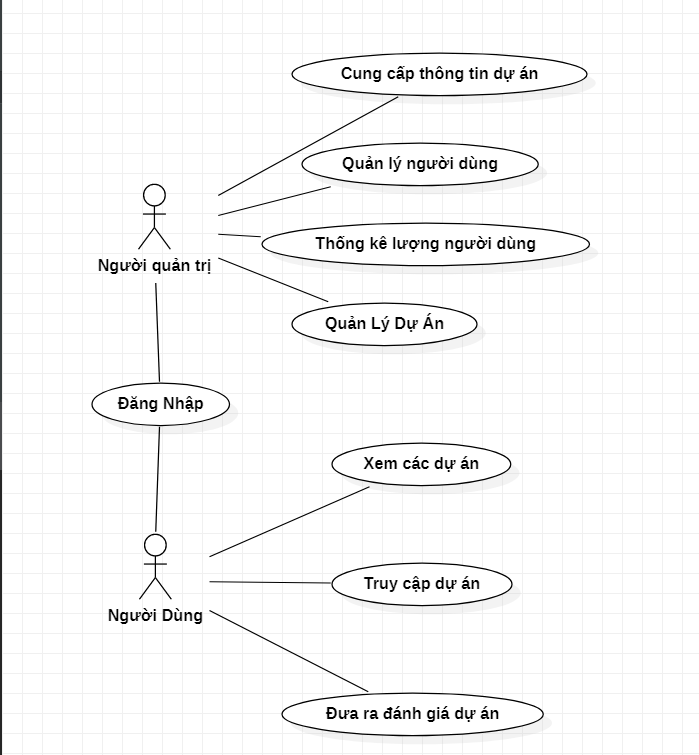 Cung cấp thông tin dự án
Quản lý người dùng
Thống kê lượng người dùng
Người quản trị
Quản Lý Dự Án
Đăng Nhập
Xem các dự án
Truy cập dự án
Người Dùng
Đưa ra đánh giá dự án